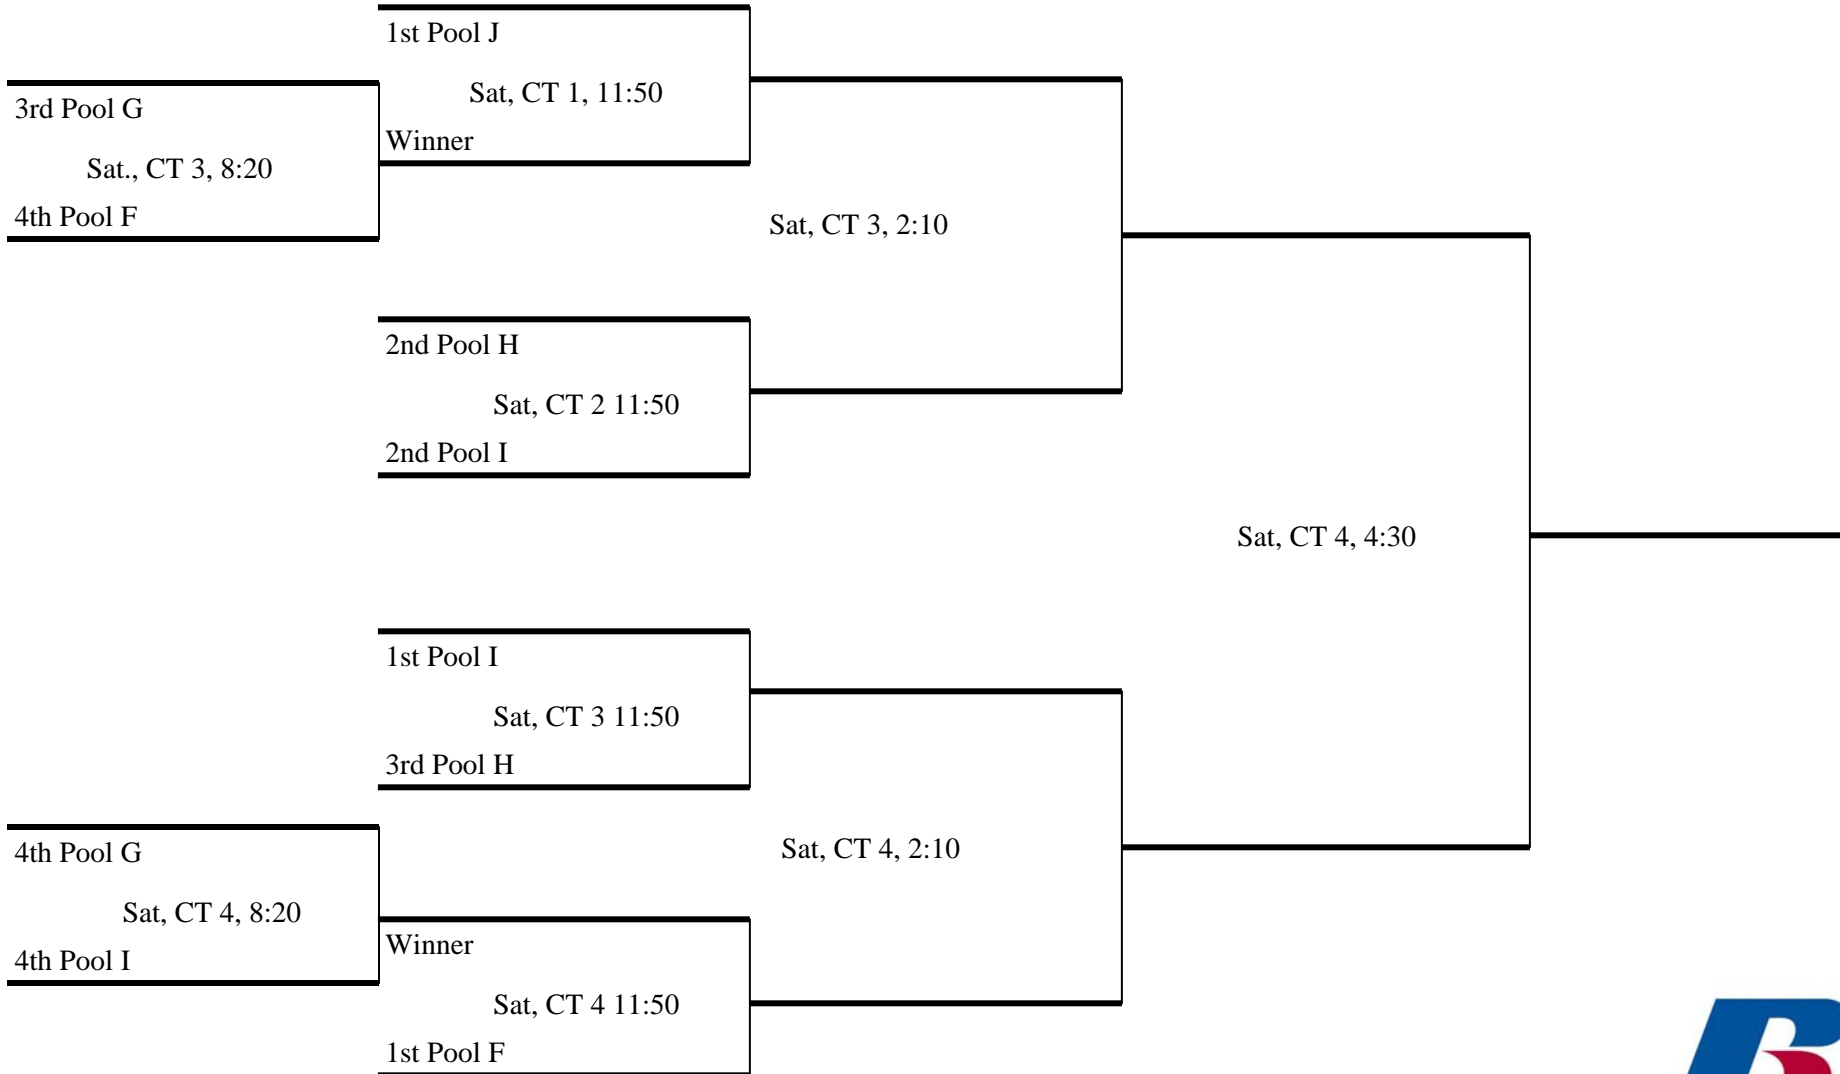 1st Pool J
Sat, CT 1, 11:50
3rd Pool G
Winner
Sat., CT 3, 8:20
4th Pool F
Sat, CT 3, 2:10
2nd Pool H
Sat, CT 2 11:50
2nd Pool I
Sat, CT 4, 4:30
1st Pool I
Sat, CT 3 11:50
3rd Pool H
4th Pool G
Sat, CT 4, 2:10
Sat, CT 4, 8:20
Winner
4th Pool I
Sat, CT 4 11:50
1st Pool F